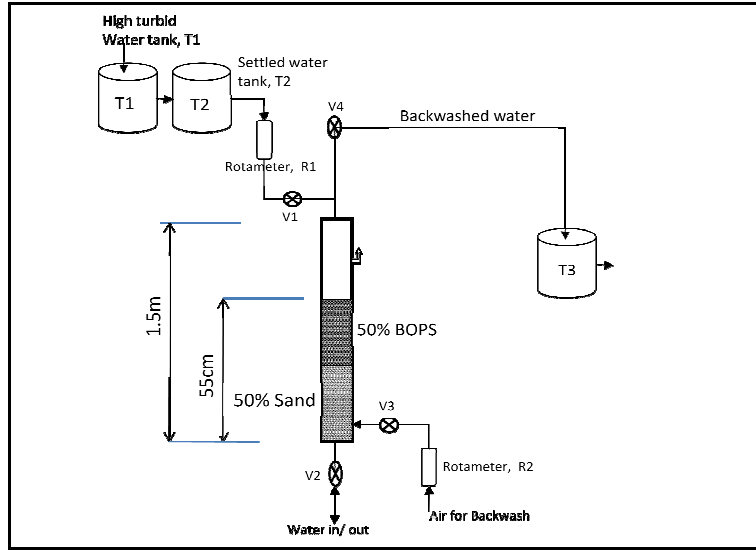 High turbid
Water tank, T1
Settled water
tank, T2
T1
T2
V4
Backwashed water
Rotameter, R1
V1
T3
1.5m
50% BOPS
55cm
50% Sand
V3
V2
Rotameter, R2
Air for Backwash
Water in/ out